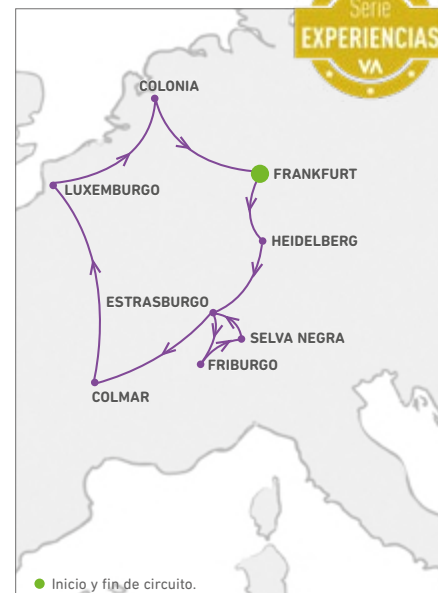 Serie
EXPERIENCIAS
VA
COLONIA
FRANKFURT
LUXEMBURGO
HEIDELBERG
ESTRASBURGO
SELVA NEGRA
FRIBURGO
COLMAR
Inicio y fin de circuito.